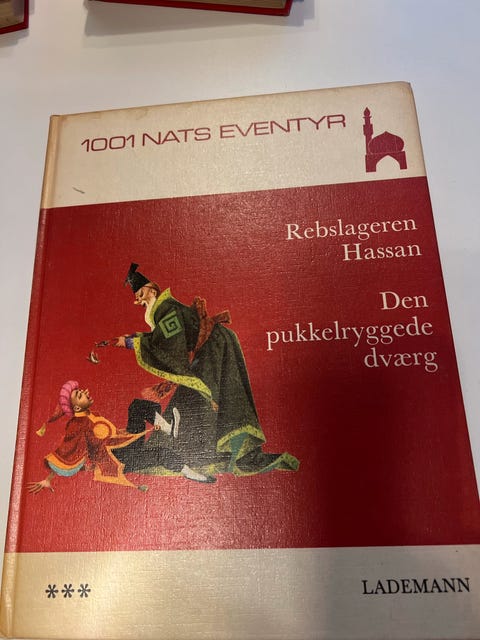 1001 NATS EVENTYR
Rebslageren
Hassan
Den
pukkelryggede
dværg
***
LADEMANN